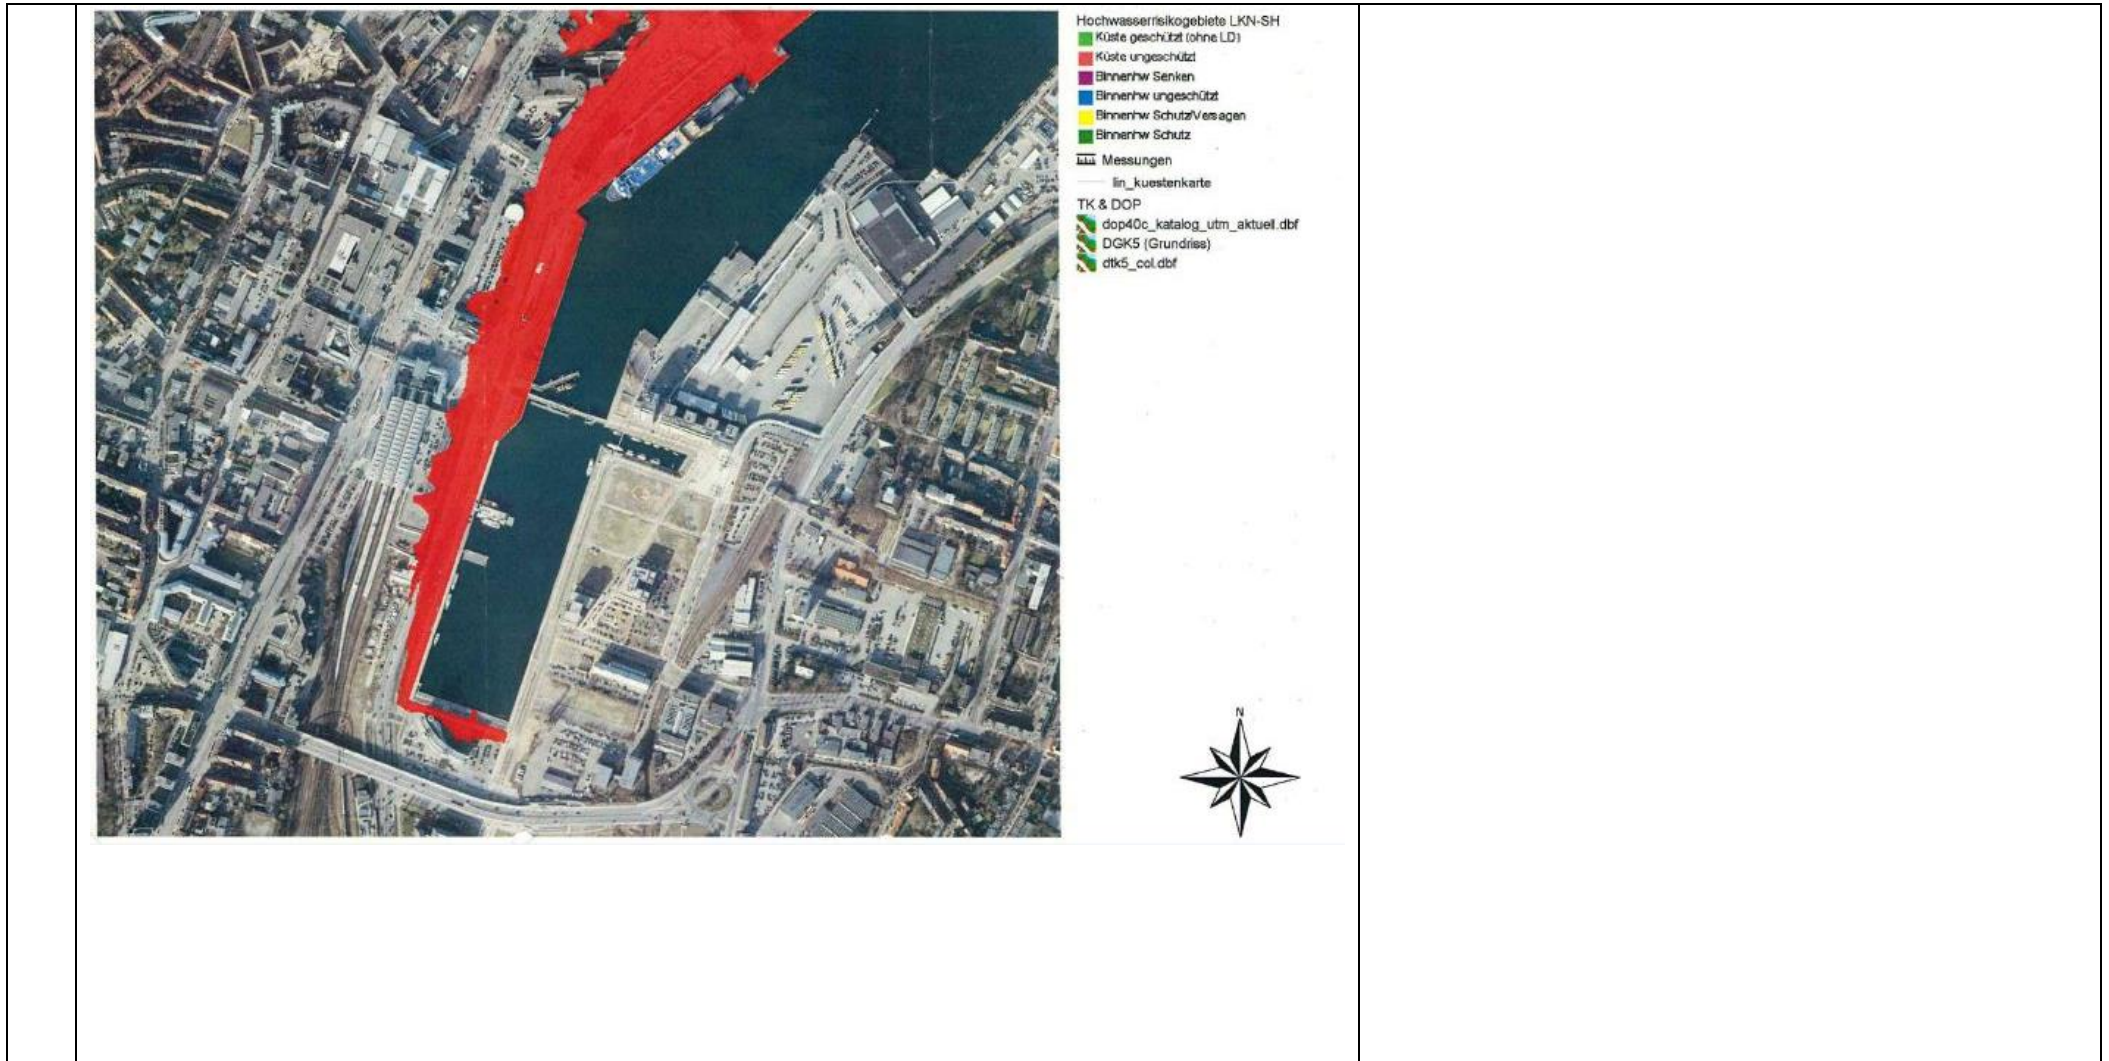 Hochwasserrisikogebiete LKN-SH
Küste geschützt (ohne LD)
Küste ungeschützt
Binnenhw Senken
Binnenhw ungeschützt
Binnenhw Schutz/Versagen
Binnenhw Schutz
Messungen
lin_kuestenkarte
TK & DOP
dop40c_katalog_utm_aktuell.dbf
DGK5 (Grundriss)
dtk5_col.dbf
N